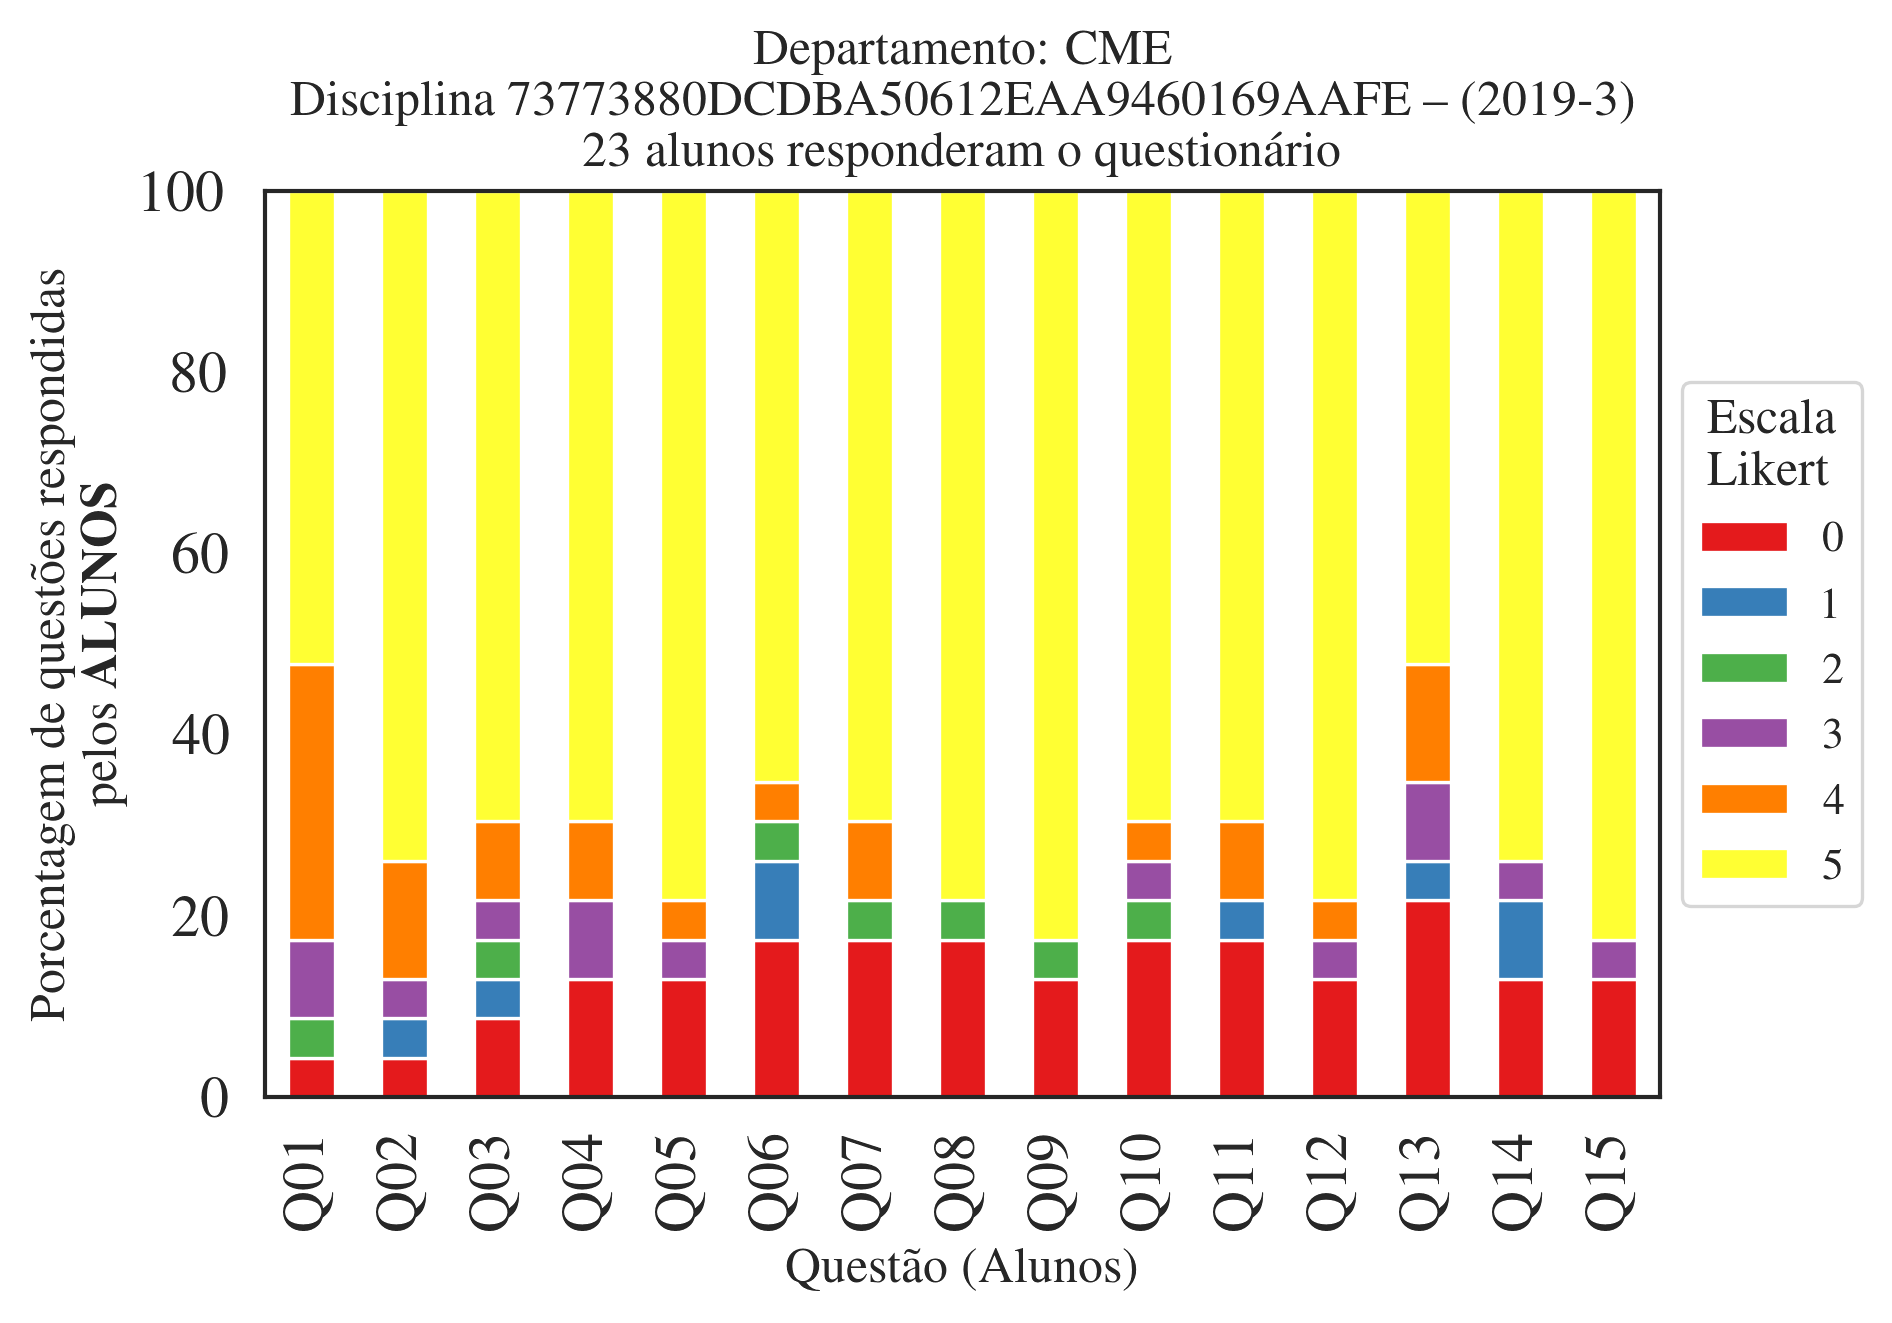 Departamento: CME
Disciplina 73773880DCDBA50612EAA9460169AAFE – (2019-3)
23 alunos responderam o questionário
Porcentagem de questões respondidas
pelos ALUNOS
100
80
60
40
20
0
Q01
Q02
Q03
Q04
Q05
Q06
Q07
Q08
Q09
Q10
Q11
Q12
Q13
Q14
Q15
Questão (Alunos)
Escala
Likert
0
1
2
3
4
5